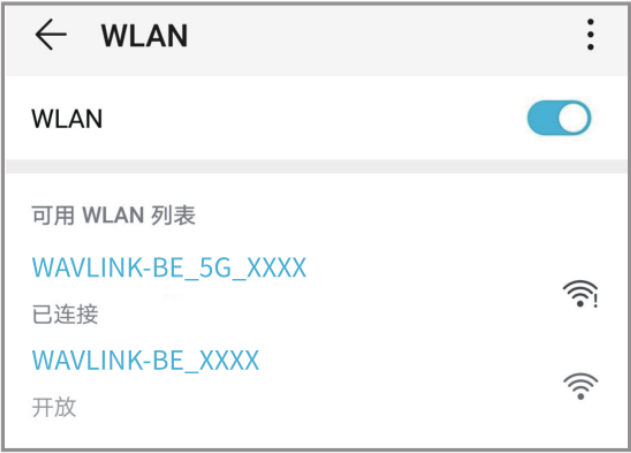 WLAN
WLAN
可用 WLAN 列表
WAVLINK-BE_5G_XXXX
已连接
WAVLINK-BE_XXXX
开放